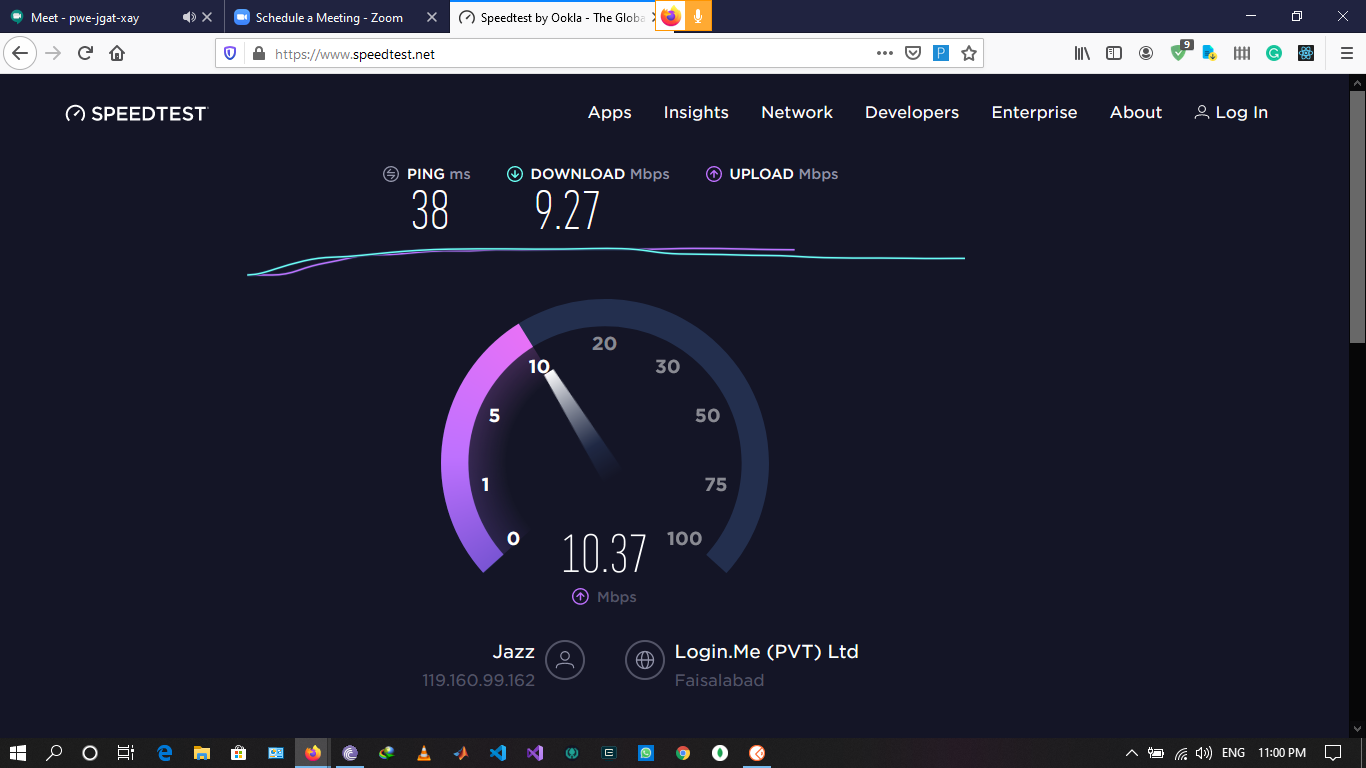 Meet - pwe-jgat-xay
Schedule a Meeting - Zoom
Speedtest by Ookla - The Globa
https://www.speedtest.net
P
9
SPEEDTEST
Apps
Insights
Network
Developers
Enterprise
About
Log In
PING ms
DOWNLOAD Mbps
UPLOAD Mbps
38
9.27
0
1
5
10
20
30
50
75
100
10.37
Mbps
Jazz
119.160.99.162
Login.Me (PVT) Ltd
Faisalabad
ENG
11:00 PM